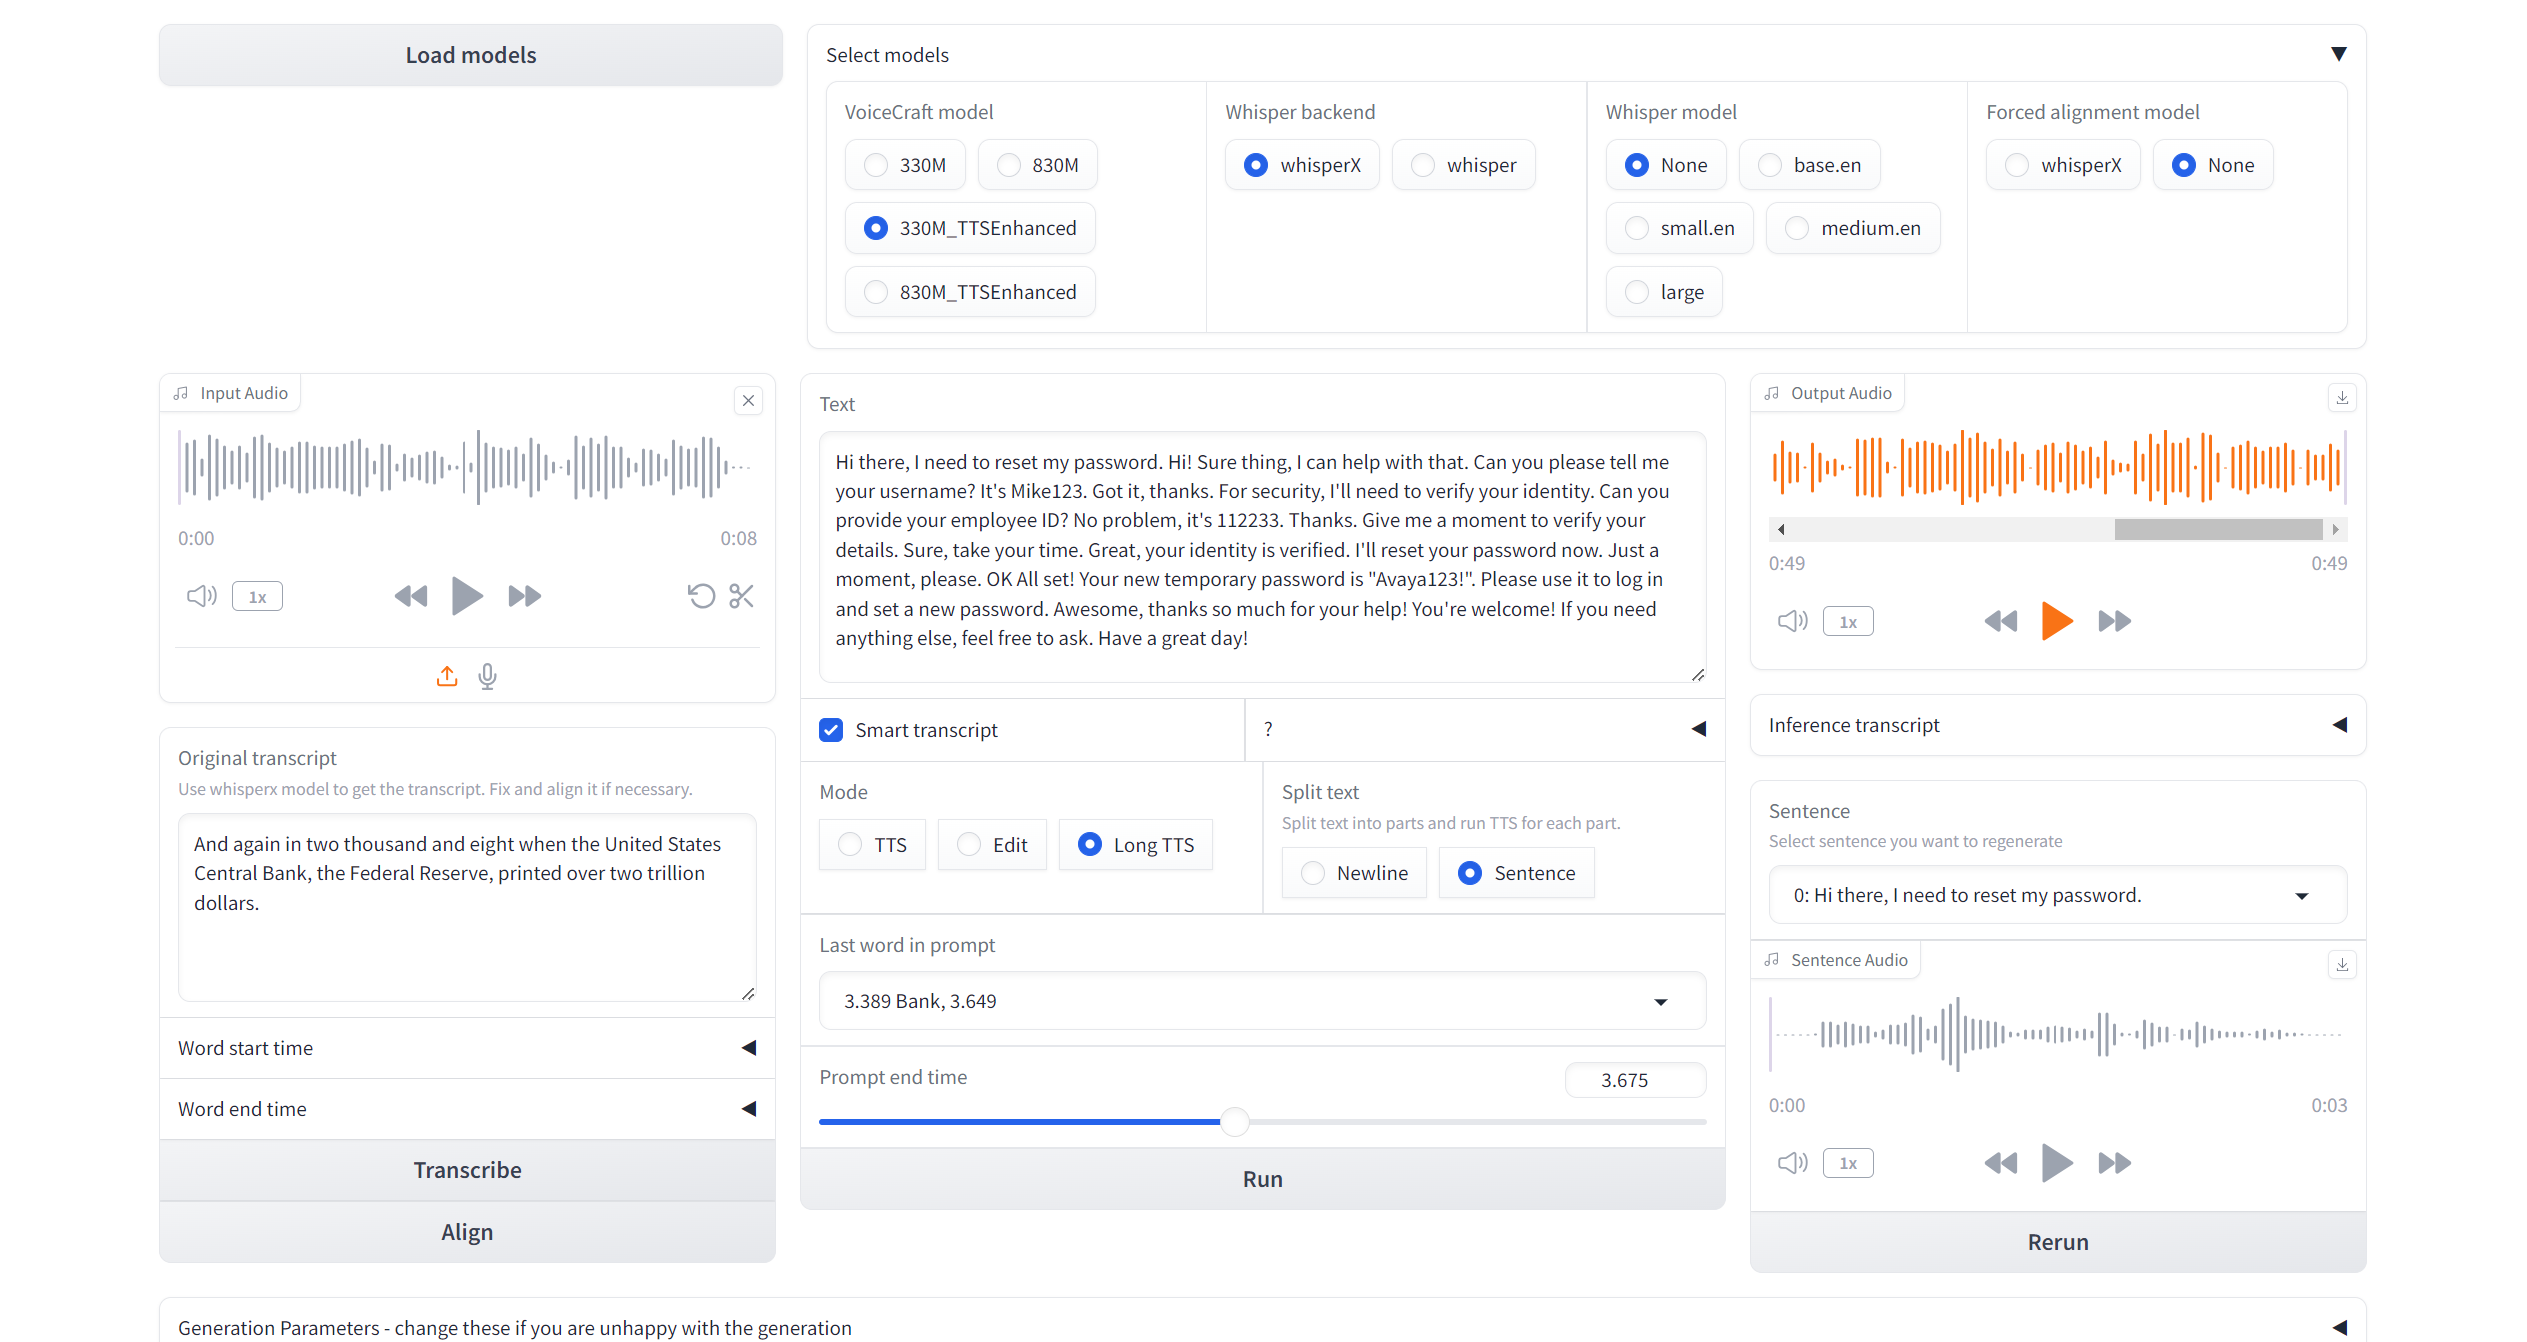 Load models
Select models
VoiceCraft model
330M
830M
330M_TTSEnhanced
830M_TTSEnhanced
Whisper backend
whisperX
whisper
Whisper model
None
base.en
small.en
medium.en
large
Forced alignment model
whisperX
None
Input Audio
0:00
0:08
1x
Original transcript
Use whisperx model to get the transcript. Fix and align it if necessary.
And again in two thousand and eight when the United States
Central Bank, the Federal Reserve, printed over two trillion
dollars.
Word start time
Word end time
Transcribe
Align
Text
Hi there, I need to reset my password. Hi! Sure thing, I can help with that. Can you please tell me
your username? It's Mike123. Got it, thanks. For security, I'll need to verify your identity. Can you
provide your employee ID? No problem, it's 112233. Thanks. Give me a moment to verify your
details. Sure, take your time. Great, your identity is verified. I'll reset your password now. Just a
moment, please. OK All set! Your new temporary password is "Avaya123!". Please use it to log in
and set a new password. Awesome, thanks so much for your help! You're welcome! If you need
anything else, feel free to ask. Have a great day!
Smart transcript
?
Mode
TTS
Edit
Long TTS
Split text
Split text into parts and run TTS for each part.
Newline
Sentence
Last word in prompt
3.389 Bank, 3.649
Prompt end time
3.675
Run
Output Audio
0:49
0:49
1x
Inference transcript
Sentence
Select sentence you want to regenerate
0: Hi there, I need to reset my password.
Sentence Audio
0:00
0:03
1x
Rerun
Generation Parameters - change these if you are unhappy with the generation